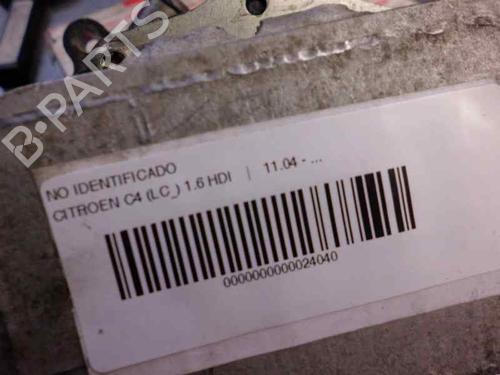 B-PARTS
NO IDENTIFICADO
CITROEN C4 (LC_) 1.6 HDI | 11.04 - ...
0000000000024040